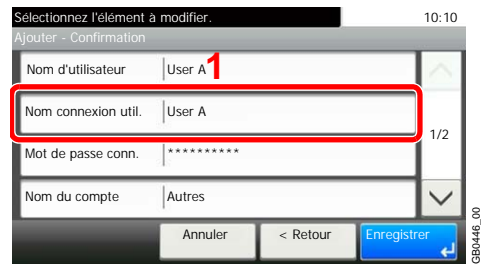 Sélectionnez l'élément à modifier.
10:10
Ajouter - Confirmation
Nom d'utilisateur
User A
1
Nom connexion util.
User A
1/2
Mot de passe conn.
**********
Nom du compte
Autres
Annuler
< Retour
Enregistrer
GB0446_00